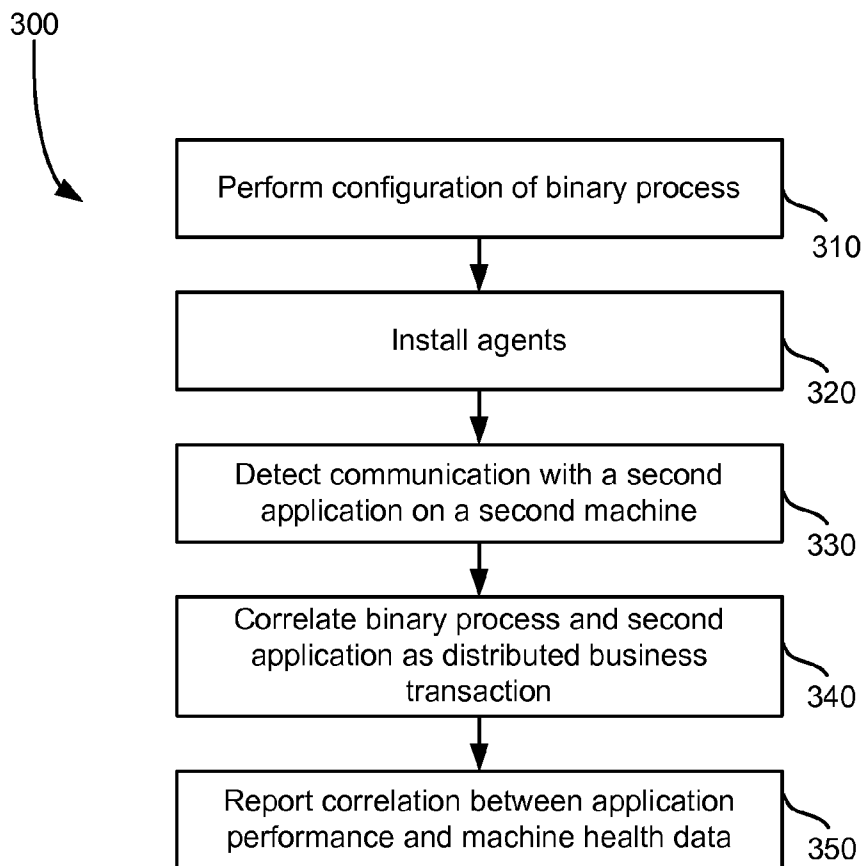 300
Perform configuration of binary process
310
Install agents
320
Detect communication with a second
application on a second machine
330
Correlate binary process and second
application as distributed business
transaction
340
Report correlation between application
performance and machine health data
350